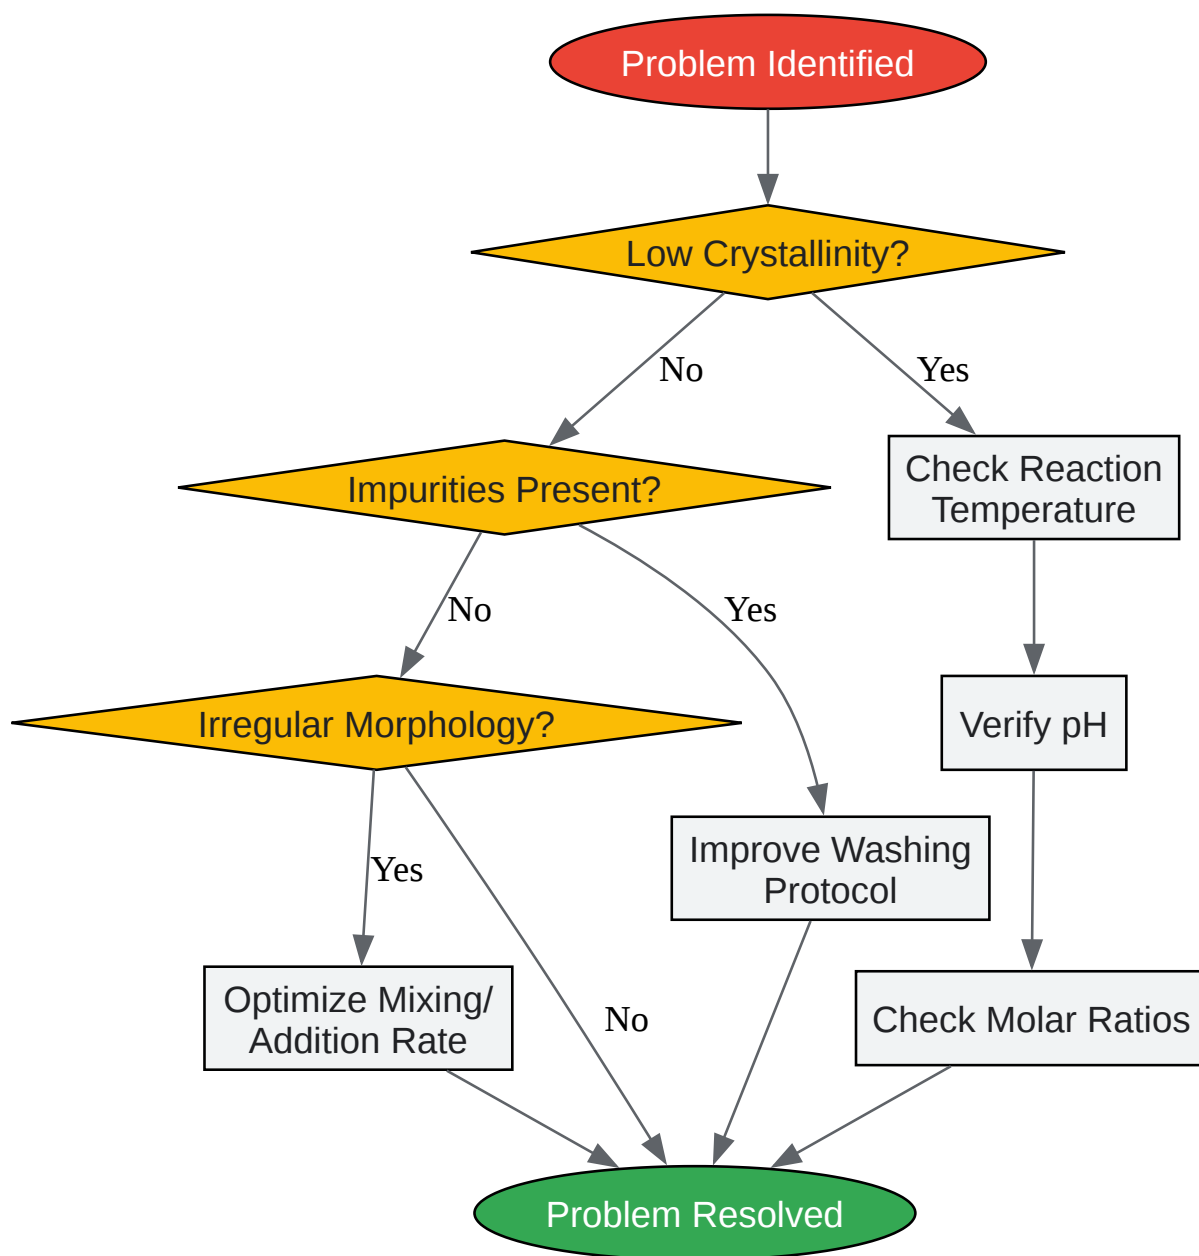 Problem Identified
Low Crystallinity?
No
Yes
Impurities Present?
Check Reaction
Temperature
No
Yes
Irregular Morphology?
Verify pH
Improve Washing
Protocol
Yes
Optimize Mixing/
Addition Rate
No
Check Molar Ratios
Problem Resolved